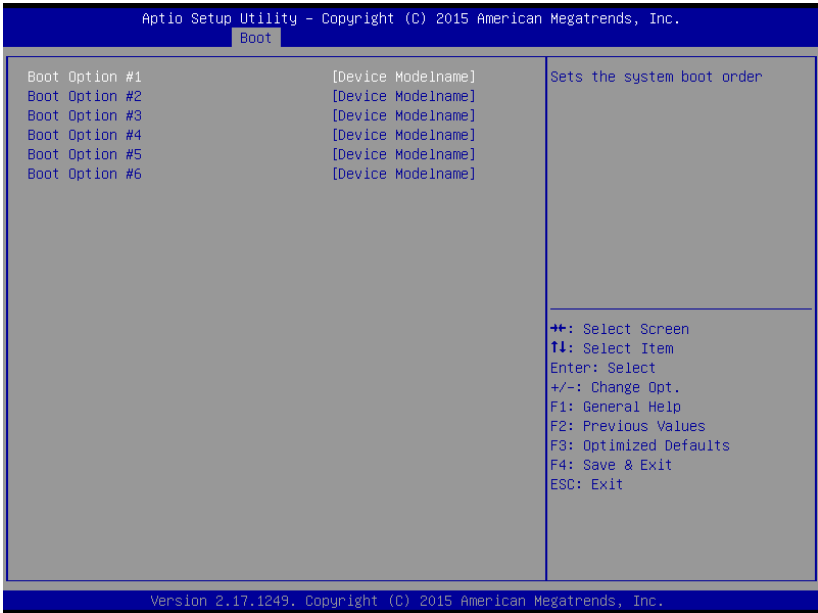 Aptio Setup Utility – Copyright (C) 2015 American Megatrends, Inc.
Boot
Boot Option #1 [Device Modelname]
Boot Option #2 [Device Modelname]
Boot Option #3 [Device Modelname]
Boot Option #4 [Device Modelname]
Boot Option #5 [Device Modelname]
Boot Option #6 [Device Modelname]
Sets the system boot order
→←: Select Screen
↑↓: Select Item
Enter: Select
+/-: Change Opt.
F1: General Help
F2: Previous Values
F3: Optimized Defaults
F4: Save & Exit
ESC: Exit
Version 2.17.1249. Copyright (C) 2015 American Megatrends, Inc.